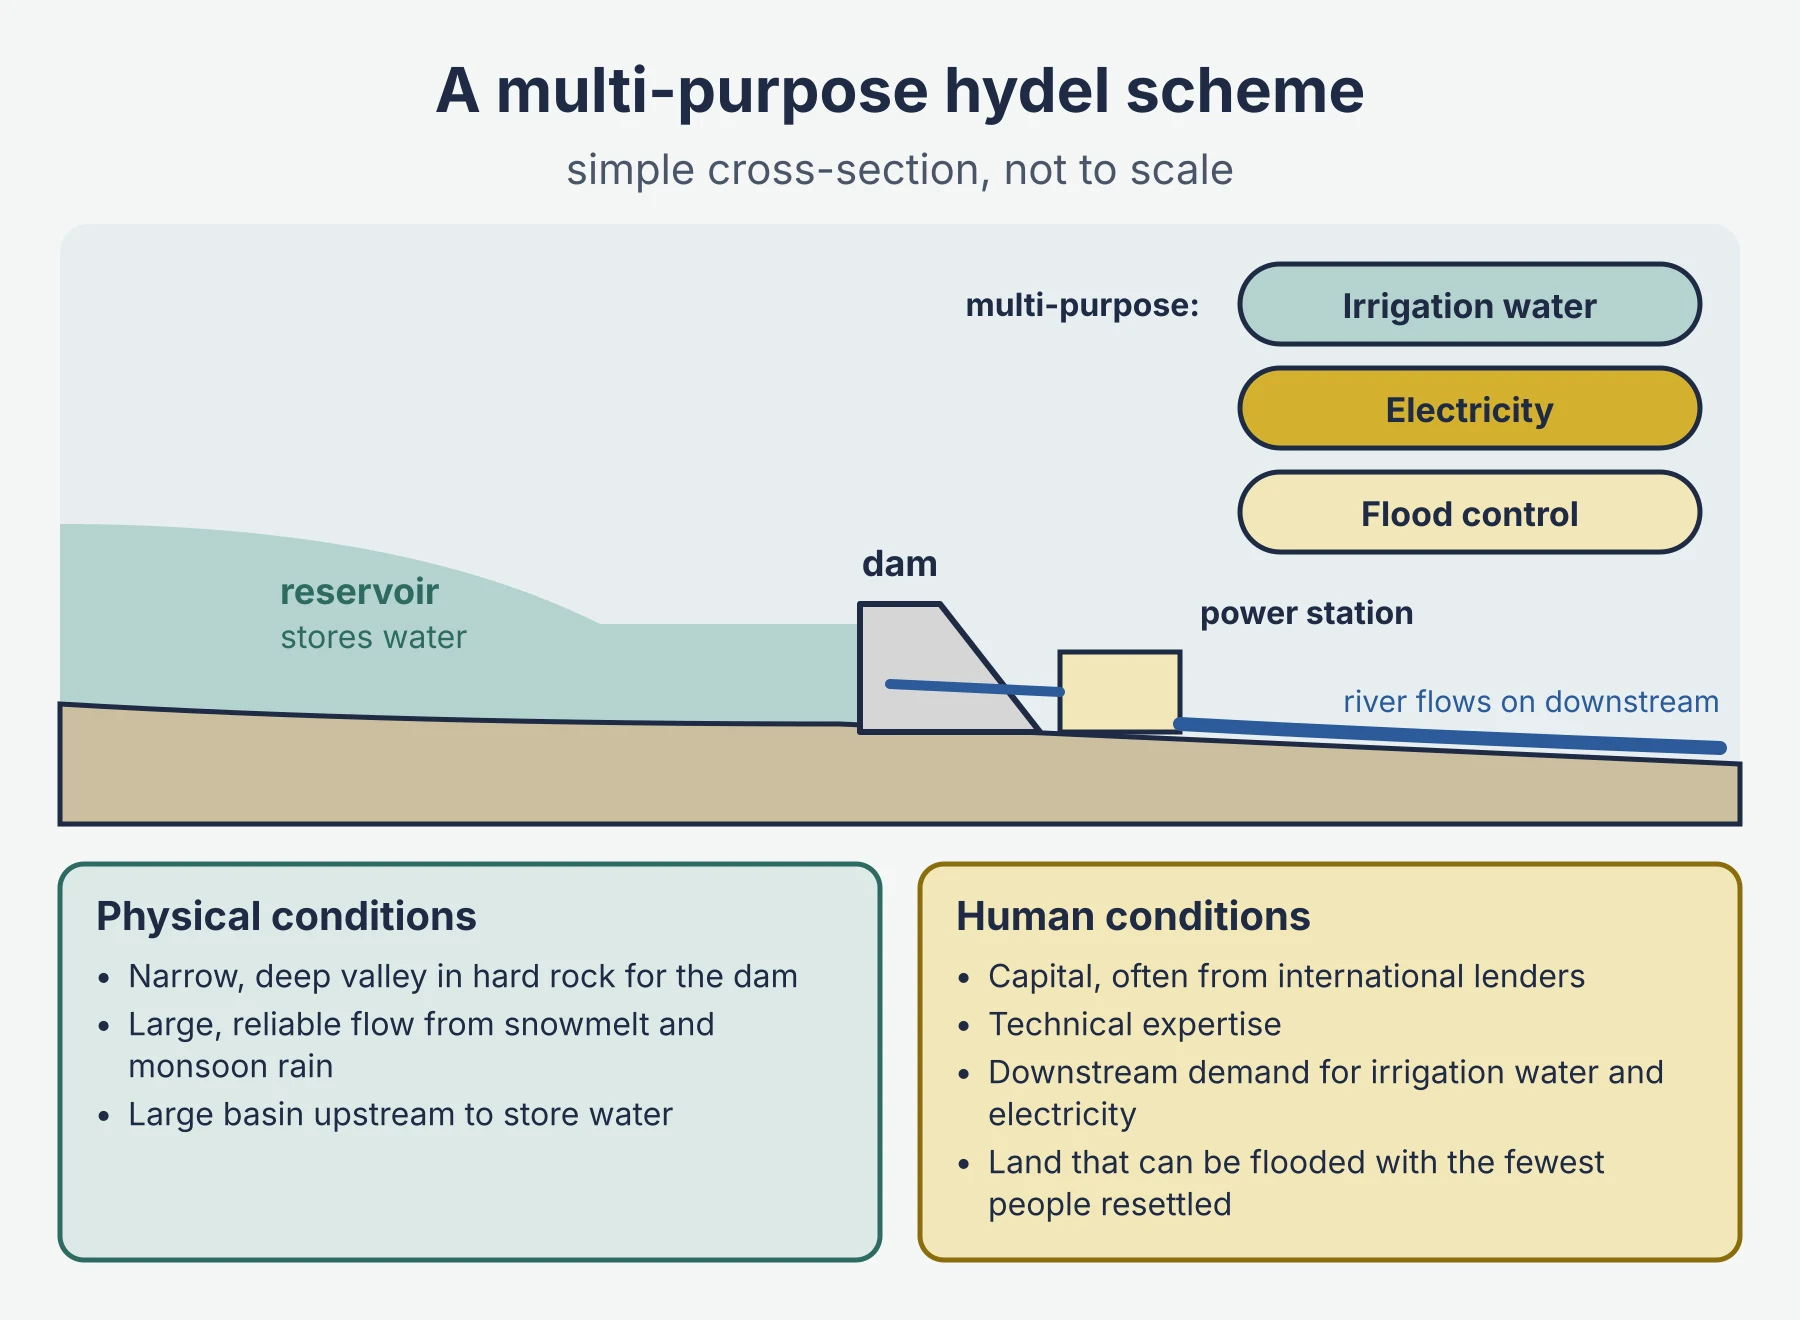 A multi-purpose hydel scheme
simple cross-section, not to scale
multi-purpose:
Irrigation water
Electricity
Flood control
dam
reservoir
stores water
power station
river flows on downstream
Physical conditions
• Narrow, deep valley in hard rock for the dam
• Large, reliable flow from snowmelt and
monsoon rain
• Large basin upstream to store water
Human conditions
• Capital, often from international lenders
• Technical expertise
• Downstream demand for irrigation water and
electricity
• Land that can be flooded with the fewest
people resettled